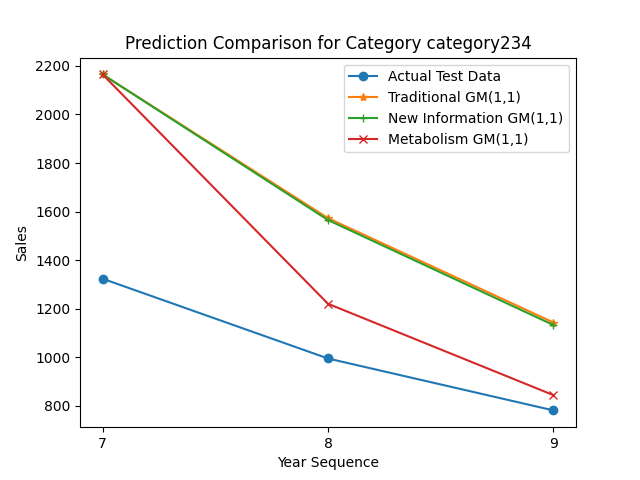 Prediction Comparison for Category category234
Actual Test Data
Traditional GM(1,1)
New Information GM(1,1)
Metabolism GM(1,1)
2200
2000
1800
1600
1400
1200
1000
800
Sales
7
8
9
Year Sequence